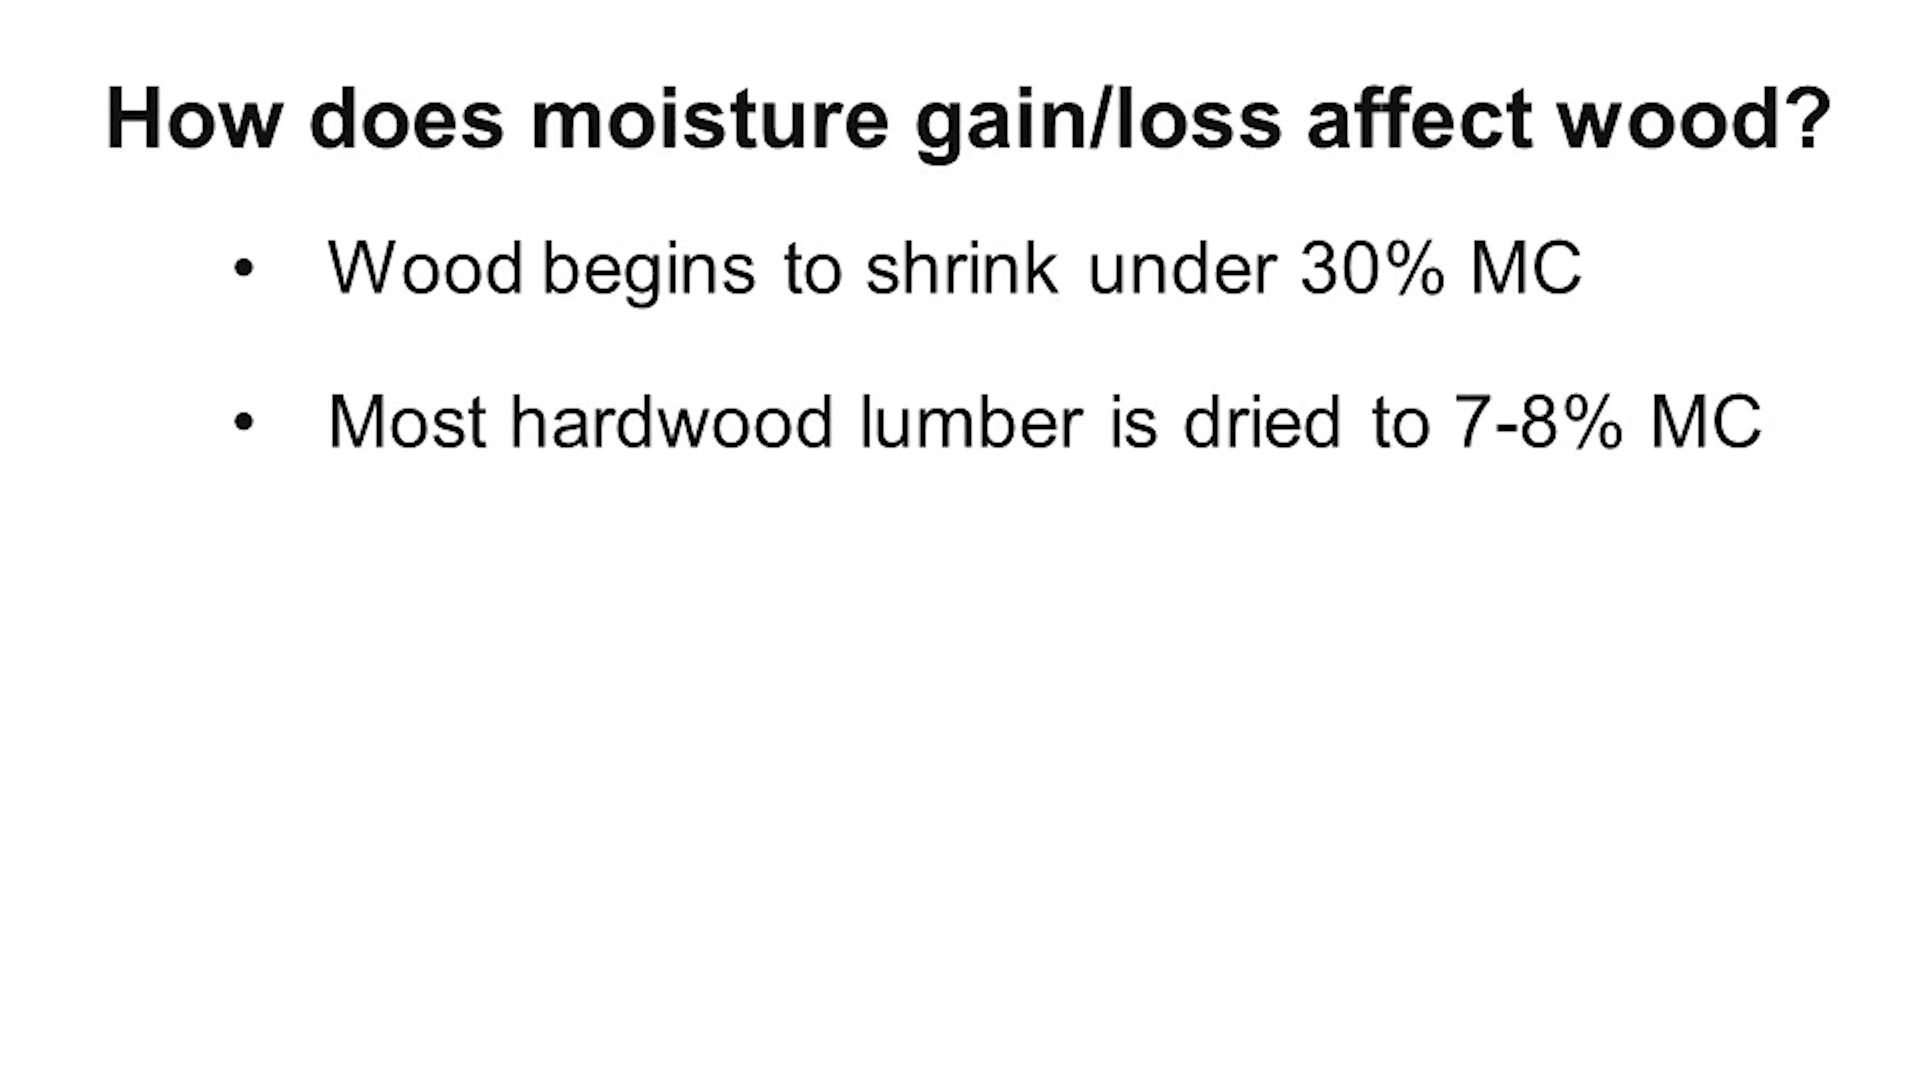 How does moisture gain/loss affect wood?
• Wood begins to shrink under 30% MC
• Most hardwood lumber is dried to 7-8% MC